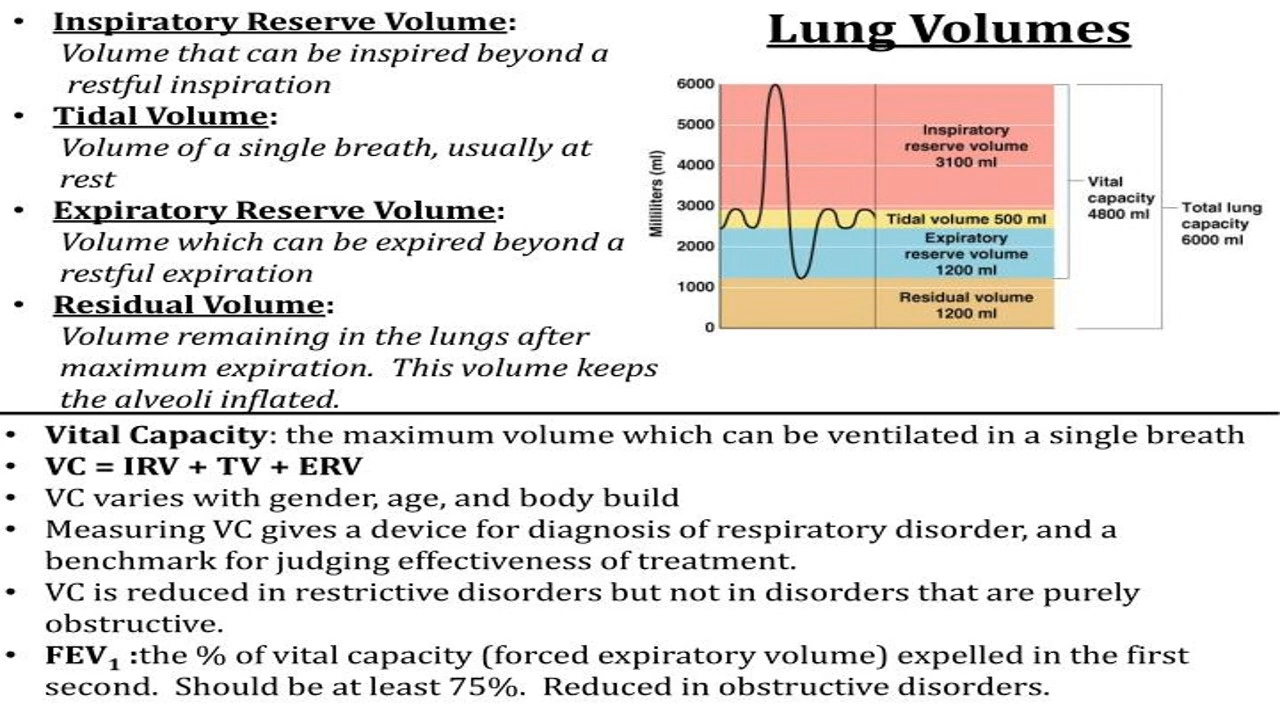 • Inspiratory Reserve Volume:
Volume that can be inspired beyond a
restful inspiration
• Tidal Volume:
Volume of a single breath, usually at
rest
• Expiratory Reserve Volume:
Volume which can be expired beyond a
restful expiration
• Residual Volume:
Volume remaining in the lungs after
maximum expiration. This volume keeps
the alveoli inflated.
Lung Volumes
Milliliters (ml)
6000
5000
4000
3000
2000
1000
0
Inspiratory
reserve volume
3100 ml
Tidal volume 500 ml
Expiratory
reserve volume
1200 ml
Residual volume
1200 ml
Vital
capacity
4800 ml
Total lung
capacity
6000 ml
• Vital Capacity: the maximum volume which can be ventilated in a single breath
• VC = IRV + TV + ERV
• VC varies with gender, age, and body build
• Measuring VC gives a device for diagnosis of respiratory disorder, and a
benchmark for judging effectiveness of treatment.
• VC is reduced in restrictive disorders but not in disorders that are purely
obstructive.
• FEV₁ :the % of vital capacity (forced expiratory volume) expelled in the first
second. Should be at least 75%. Reduced in obstructive disorders.